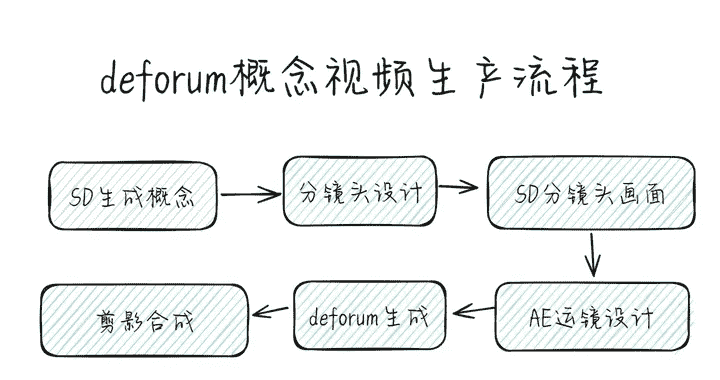 deforum概念视频生产流程
SD生成概念
分镜头设计
SD分镜头画面
AE运镜设计
deforum生成
剪影合成